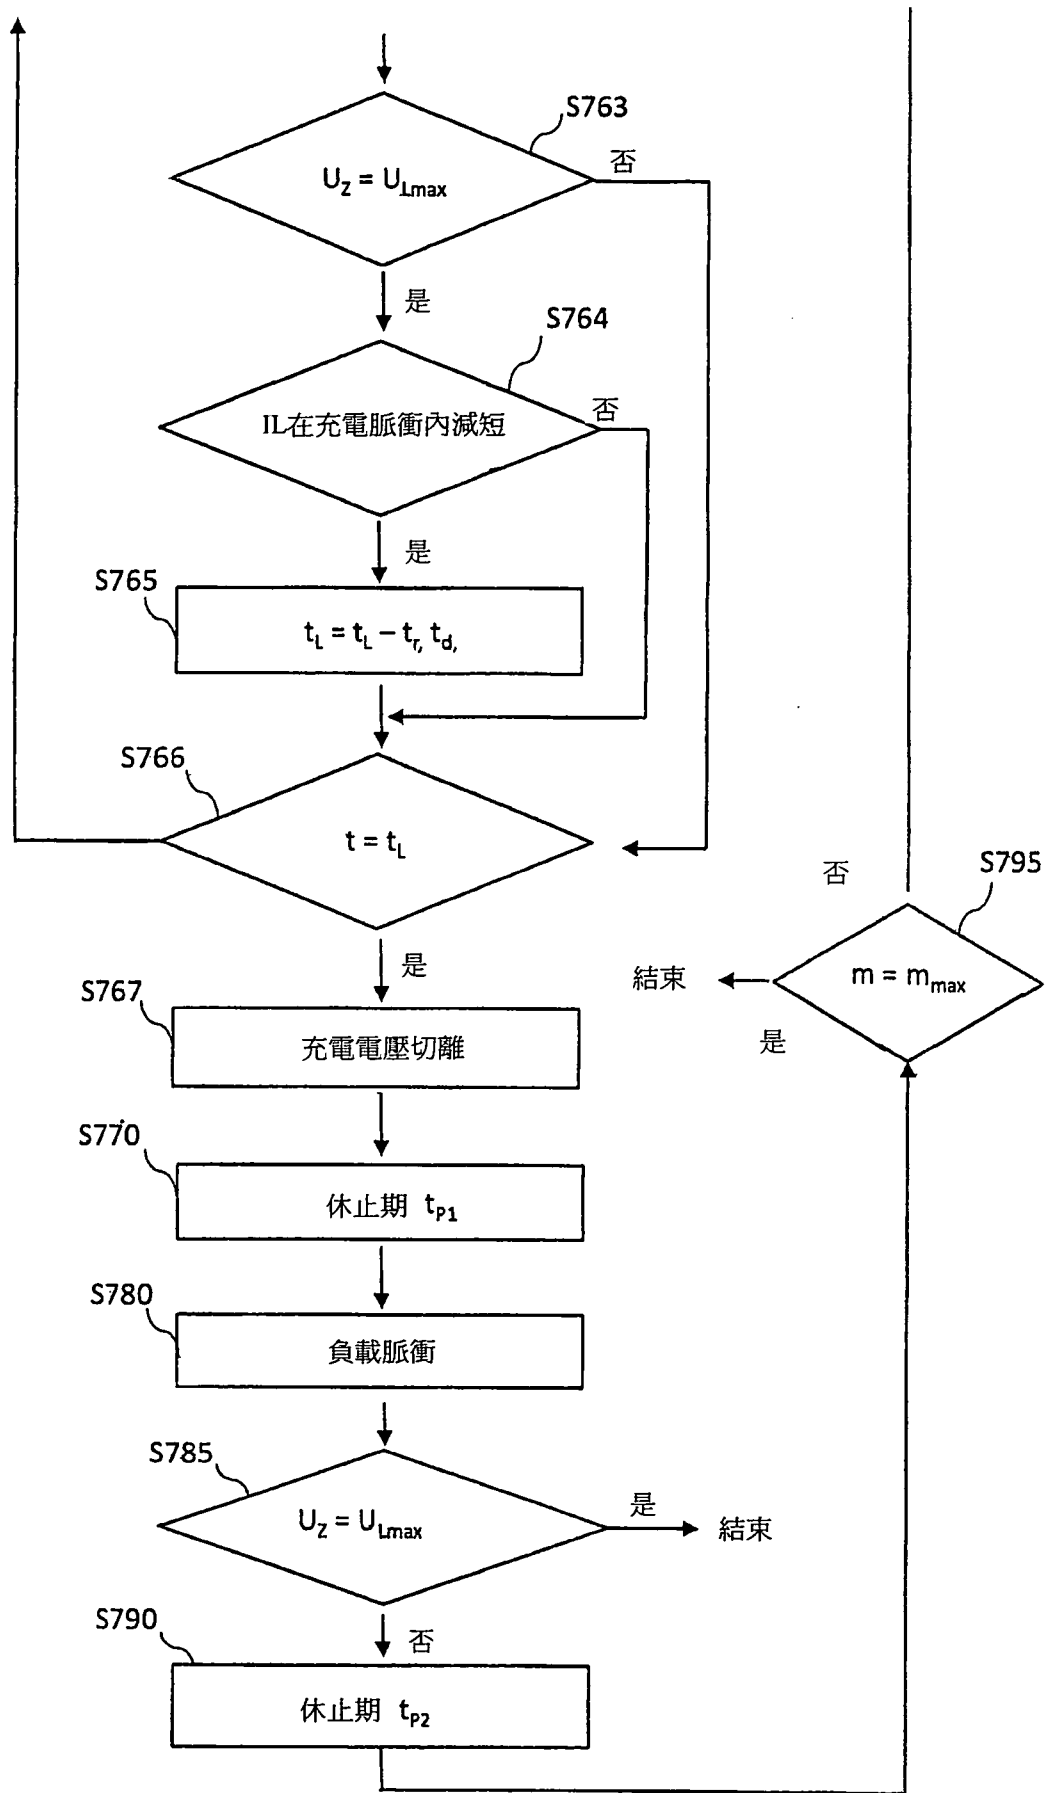 S763
否
U_Z = U_Lmax
是
S764
否
IL在充電脈衝內減短
是
S765
t_L = t_L – t_r, t_d,
S766
t = t_L
是
否
S795
m = m_max
結束
是
S767
充電電壓切離
S770
休止期 t_P1
S780
負載脈衝
S785
U_Z = U_Lmax
是
結束
S790
否
休止期 t_P2